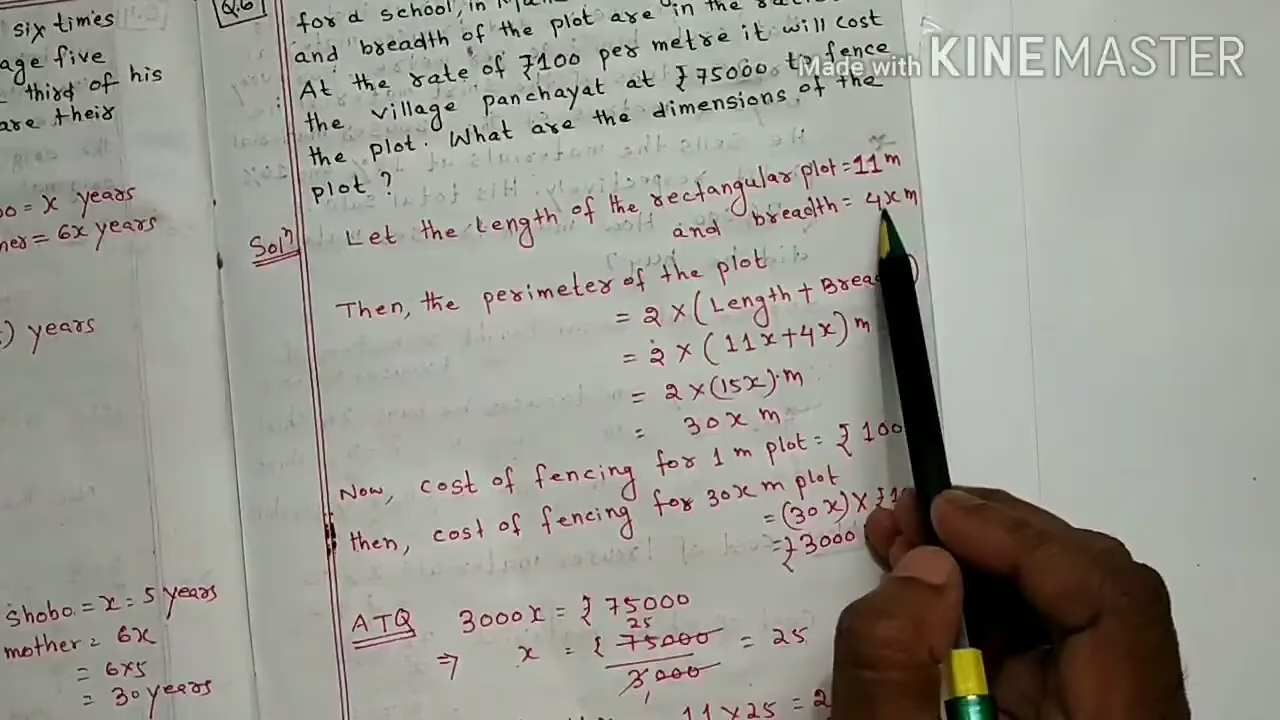 six times
age five
third of his
are their
= x years
= 6x years
) years
Shobo = x = 5 years
mother = 6x
= 6x5
= 30 years
Q.6
for a school, in
and breadth of the plot are in the
At the rate of ₹100 per metre it will cost
the village panchayat at ₹75000 to fence
the plot. What are the dimensions of the
plot?
Solⁿ
Let the Length of the rectangular plot = 11 m
x
and breadth = 4x m
Then, the perimeter of the plot
= 2 x (Length +
= 2 x (11x+4x) m
= 2 x (15x).m
= 30x m
Now, cost of fencing for 1 m plot = ₹100
then, cost of fencing for 30x m plot
= (30x) x ₹
= ₹3000
ATQ 3000x = ₹75000
25
⇒ x = ₹ 75000 = 25
3,000
1
11 x 25 = 2
Made with KINEMASTER